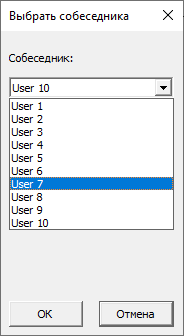 Выбрать собеседника
Собеседник:
User 10
User 1
User 2
User 3
User 4
User 5
User 6
User 7
User 8
User 9
User 10
OK
Отмена